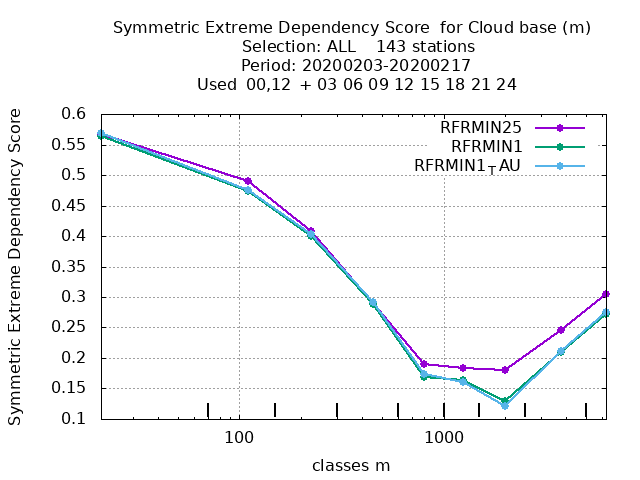 Symmetric Extreme Dependency Score  for Cloud base (m)
Selection: ALL    143 stations
Period: 20200203-20200217
Used  00,12  + 03 06 09 12 15 18 21 24
Symmetric Extreme Dependency Score
0.6
0.55
0.5
0.45
0.4
0.35
0.3
0.25
0.2
0.15
0.1
RFRMIN25
RFRMIN1
RFRMIN1TAU
100
1000
classes m